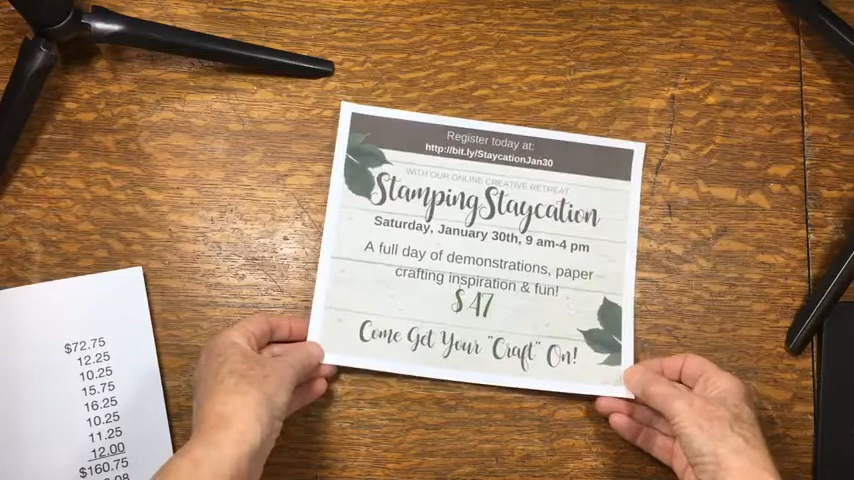 Register today at:
http://bit.ly/StaycationJan30
WITH OUR ONLINE CREATIVE RETREAT
Stamping Staycation
Saturday, January 30th, 9 am-4 pm
A full day of demonstrations, paper
crafting inspiration & fun!
$47
Come Get Your "Craft" On!
$72.75
12.25
10.25
15.75
16.25
10.25
11.25
12.00
$160.75